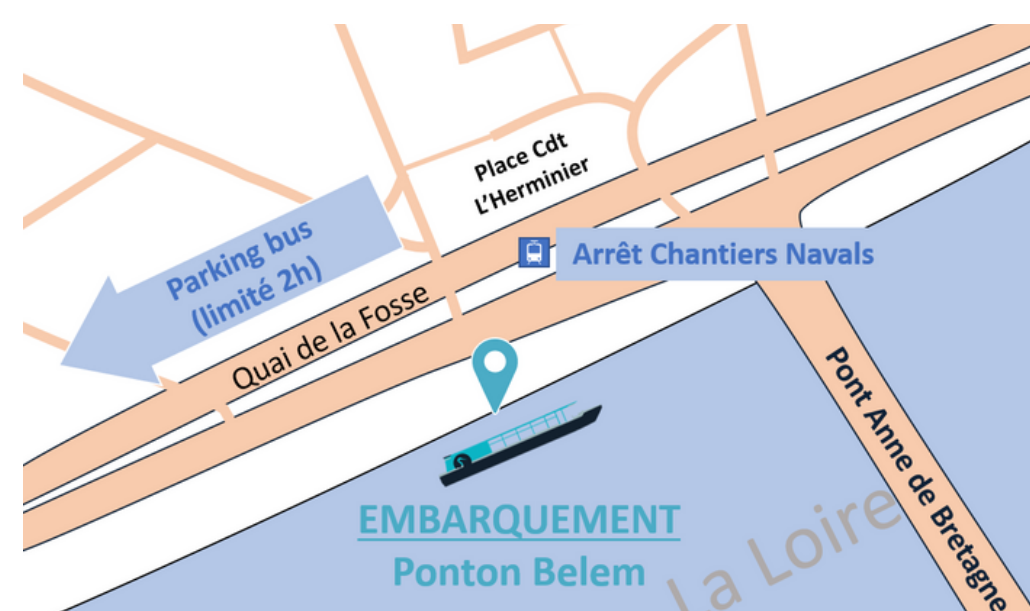 Place Cdt
L'Herminier
Parking bus
(limité 2h)
Arrêt Chantiers Navals
Quai de la Fosse
Pont Anne de Bretagne
EMBARQUEMENT
Ponton Belem
La Loire